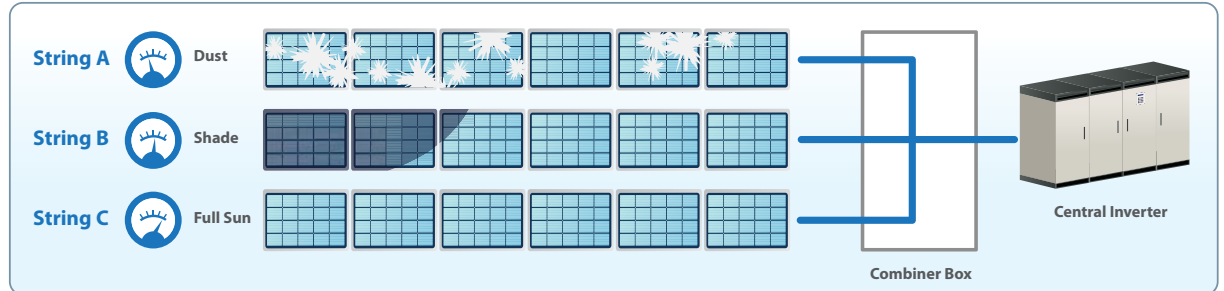 String A
Dust
String B
Shade
String C
Full Sun
Combiner Box
Central Inverter